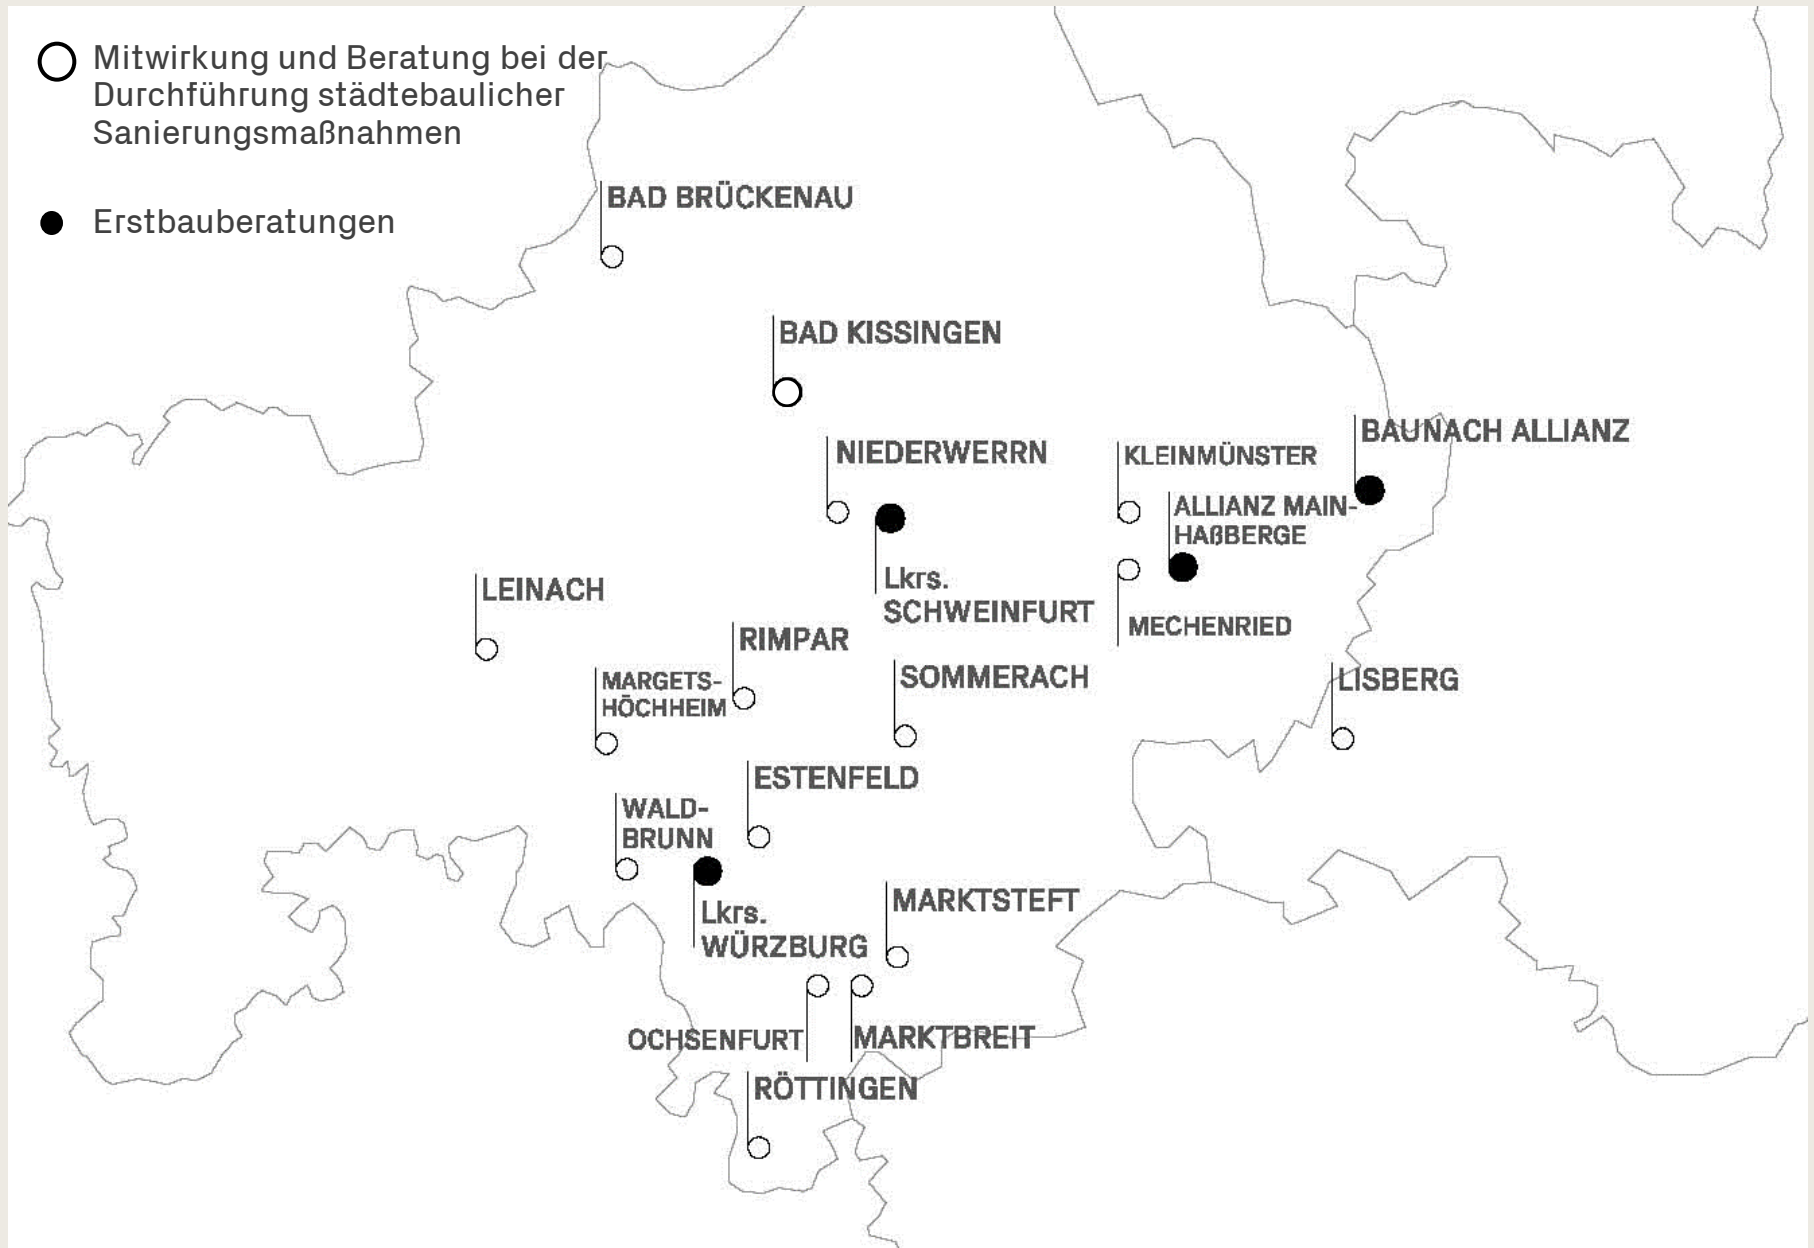 Mitwirkung und Beratung bei der
Durchführung städtebaulicher
Sanierungsmaßnahmen
Erstbauberatungen
BAD BRÜCKENAU
BAD KISSINGEN
NIEDERWERRN
KLEINMÜNSTER
BAUNACH ALLIANZ
ALLIANZ MAIN-
HAßBERGE
Lkrs.
SCHWEINFURT
MECHENRIED
LEINACH
RIMPAR
MARGETS-
HÖCHHEIM
SOMMERACH
LISBERG
ESTENFELD
WALD-
BRUNN
Lkrs.
WÜRZBURG
MARKTSTEFT
OCHSENFURT
MARKTBREIT
RÖTTINGEN